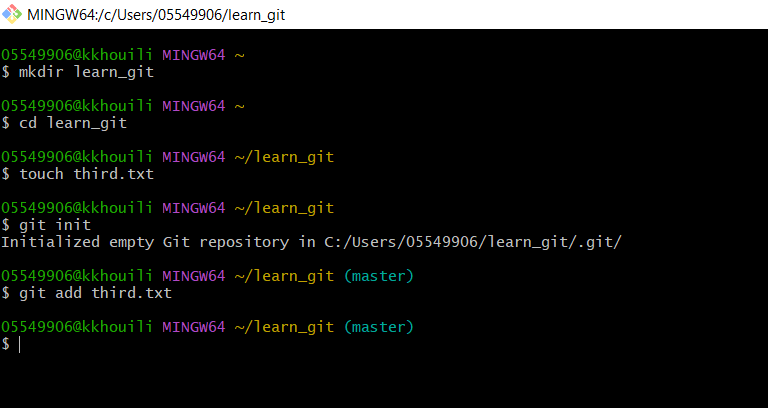 MINGW64:/c/Users/05549906/learn_git
05549906@kkhouili MINGW64 ~
$ mkdir learn_git
05549906@kkhouili MINGW64 ~
$ cd learn_git
05549906@kkhouili MINGW64 ~/learn_git
$ touch third.txt
05549906@kkhouili MINGW64 ~/learn_git
$ git init
Initialized empty Git repository in C:/Users/05549906/learn_git/.git/
05549906@kkhouili MINGW64 ~/learn_git (master)
$ git add third.txt
05549906@kkhouili MINGW64 ~/learn_git (master)
$